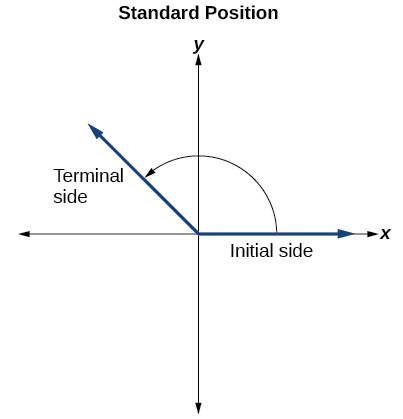 Standard Position
y
Terminal
side
x
Initial side